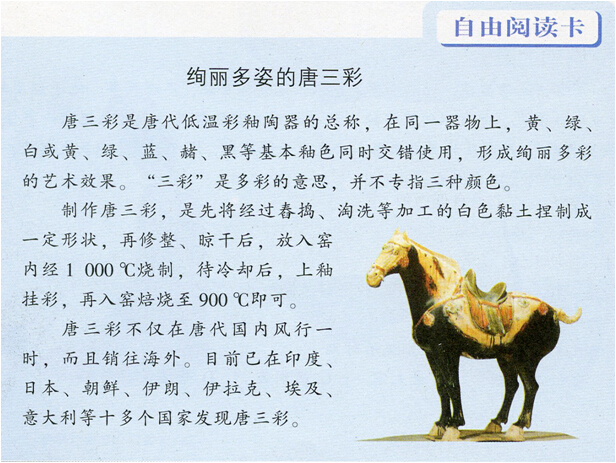 自由阅读卡
绚丽多姿的唐三彩
唐三彩是唐代低温彩釉陶器的总称，在同一器物上，黄、绿、
白或黄、绿、蓝、赭、黑等基本釉色同时交错使用，形成绚丽多彩
的艺术效果。“三彩”是多彩的意思，并不专指三种颜色。
制作唐三彩，是先将经过舂捣、淘洗等加工的白色黏土捏制成
一定形状，再修整、晾干后，放入窑
内经1 000 ℃烧制，待冷却后，上釉
挂彩，再入窑焙烧至900 ℃即可。
唐三彩不仅在唐代国内风行一
时，而且销往海外。目前已在印度、
日本、朝鲜、伊朗、伊拉克、埃及、
意大利等十多个国家发现唐三彩。